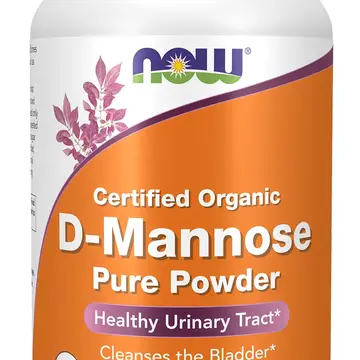 NOW
Certified Organic
D-Mannose
Pure Powder
Healthy Urinary Tract*
Cleanses the Bladder*